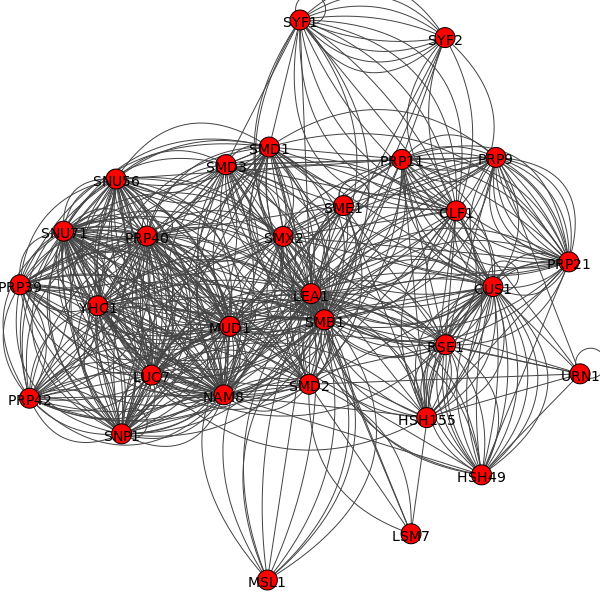 SYF1
SYF2
SMD1
PRP11
PRP9
SMD3
SNU56
SME1
CLF1
SNU71
PRP40
SMX2
PRP21
PRP39
LEA1
CUS1
YHC1
SMB1
MUD1
RSE1
LUC7
SMD2
URN1
PRP42
NAM8
HSH155
SNP1
HSH49
LSM7
MSL1